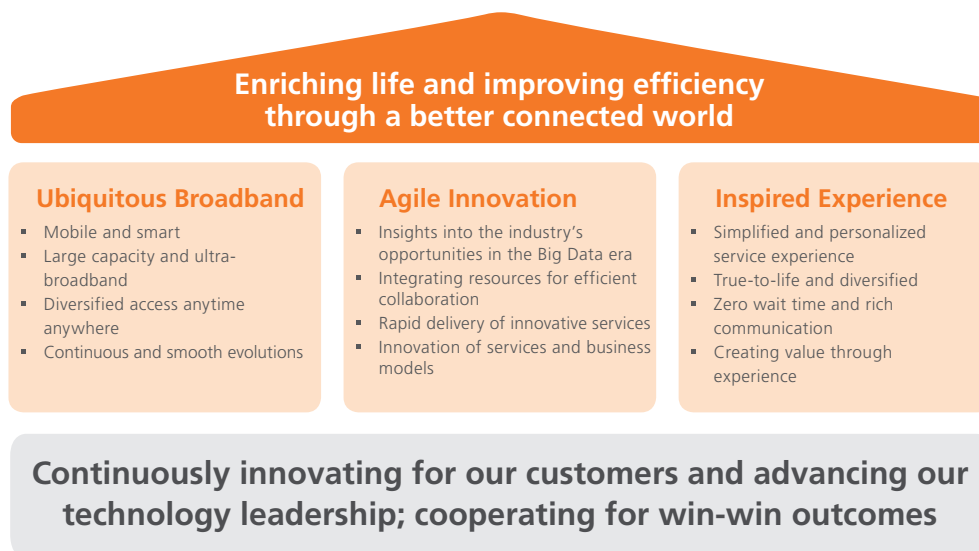 Enriching life and improving efficiency
through a better connected world
Ubiquitous Broadband
▪ Mobile and smart
▪ Large capacity and ultra-
broadband
▪ Diversified access anytime
anywhere
▪ Continuous and smooth evolutions
Agile Innovation
▪ Insights into the industry's
opportunities in the Big Data era
▪ Integrating resources for efficient
collaboration
▪ Rapid delivery of innovative services
▪ Innovation of services and business
models
Inspired Experience
▪ Simplified and personalized
service experience
▪ True-to-life and diversified
▪ Zero wait time and rich
communication
▪ Creating value through
experience
Continuously innovating for our customers and advancing our
technology leadership; cooperating for win-win outcomes